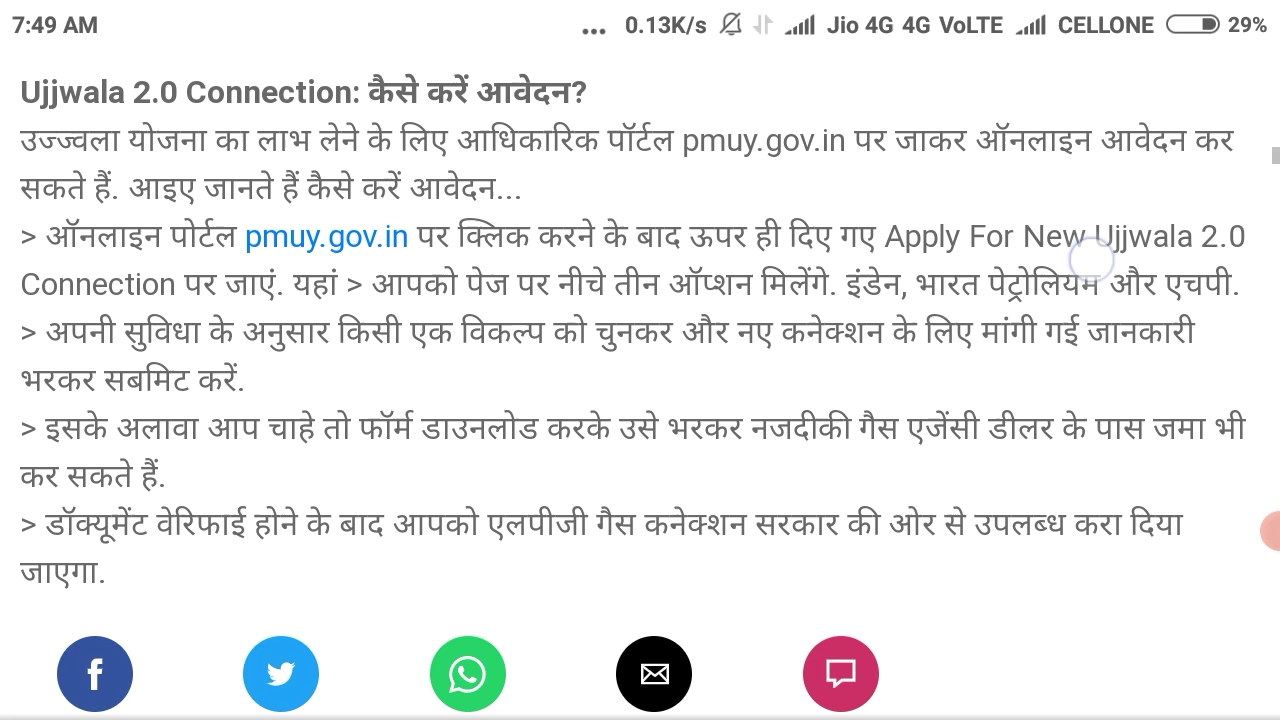 7:49 AM ... 0.13K/s Jio 4G 4G VoLTE CELLONE 29%
Ujjwala 2.0 Connection: कैसे करें आवेदन?
उज्ज्वला योजना का लाभ लेने के लिए आधिकारिक पॉर्टल pmuy.gov.in पर जाकर ऑनलाइन आवेदन कर
सकते हैं. आइए जानते हैं कैसे करें आवेदन...
> ऑनलाइन पोर्टल pmuy.gov.in पर क्लिक करने के बाद ऊपर ही दिए गए Apply For New Ujjwala 2.0
Connection पर जाएं. यहां > आपको पेज पर नीचे तीन ऑप्शन मिलेंगे. इंडेन, भारत पेट्रोलियम और एचपी.
> अपनी सुविधा के अनुसार किसी एक विकल्प को चुनकर और नए कनेक्शन के लिए मांगी गई जानकारी
भरकर सबमिट करें.
> इसके अलावा आप चाहे तो फॉर्म डाउनलोड करके उसे भरकर नजदीकी गैस एजेंसी डीलर के पास जमा भी
कर सकते हैं.
> डॉक्यूमेंट वेरिफाई होने के बाद आपको एलपीजी गैस कनेक्शन सरकार की ओर से उपलब्ध करा दिया
जाएगा.